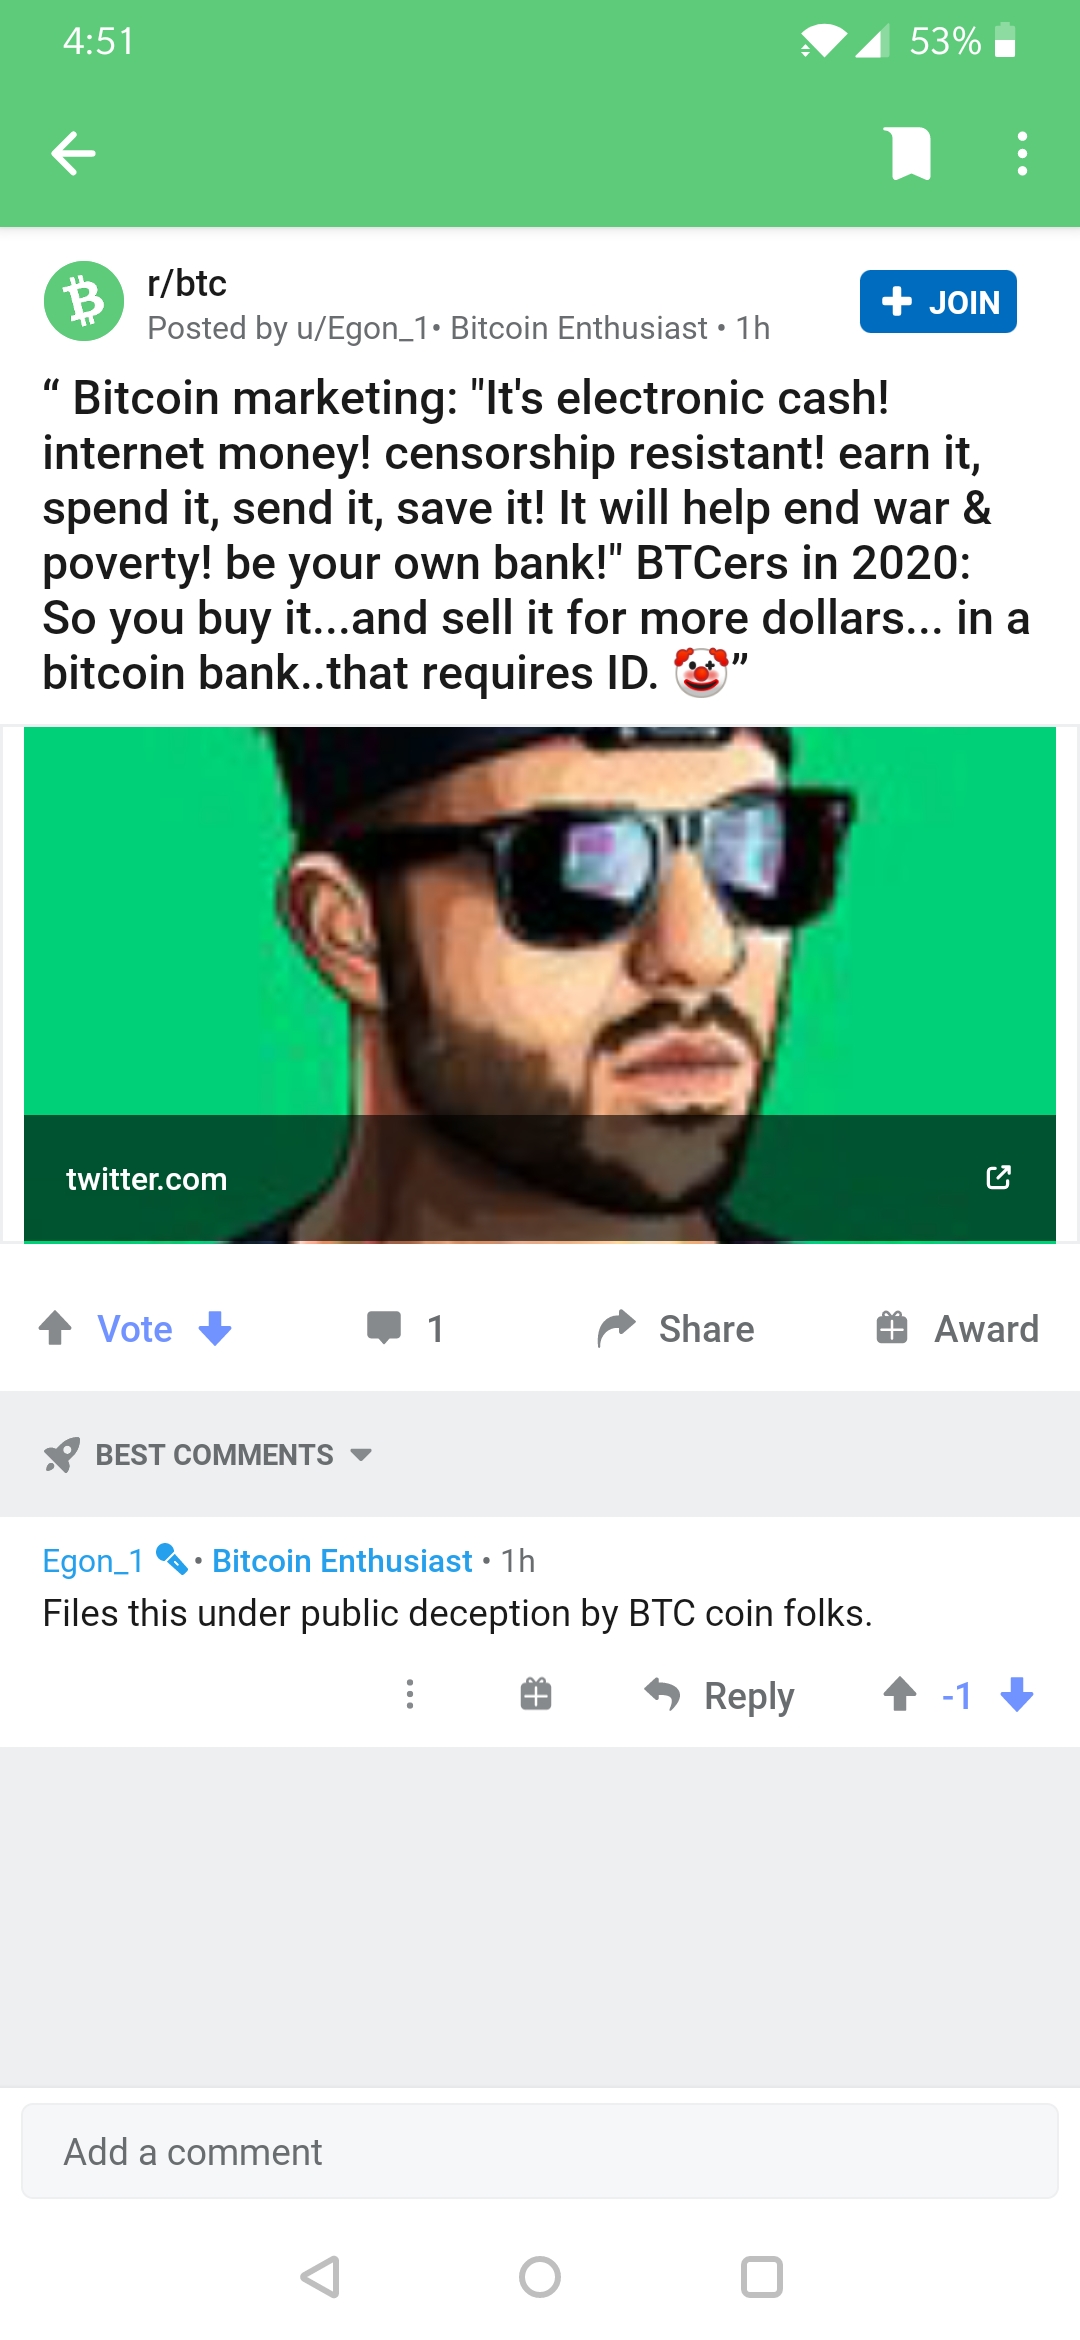 4:51
53%
r/btc
JOIN
Posted by u/Egon_1• Bitcoin Enthusiast • 1h
“ Bitcoin marketing: "It's electronic cash!
internet money! censorship resistant! earn it,
spend it, send it, save it! It will help end war &
poverty! be your own bank!" BTCers in 2020:
So you buy it...and sell it for more dollars... in a
bitcoin bank..that requires ID. 🤡”
twitter.com
Vote
1
Share
Award
BEST COMMENTS
Egon_1 • Bitcoin Enthusiast • 1h
Files this under public deception by BTC coin folks.
Reply
-1
Add a comment